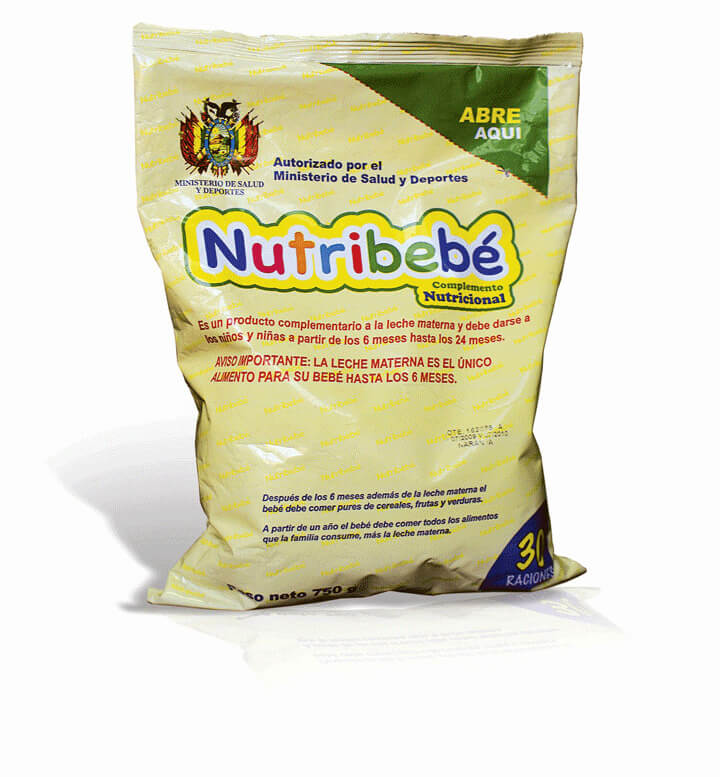 ABRE
AQUI
MINISTERIO DE SALUD
Y DEPORTES
Autorizado por el
Ministerio de Salud y Deportes
Nutribebé
Complemento
Nutricional
Es un producto complementario a la leche materna y debe darse a
los niños y niñas a partir de los 6 meses hasta los 24 meses.
AVISO IMPORTANTE: LA LECHE MATERNA ES EL ÚNICO
ALIMENTO PARA SU BEBÉ HASTA LOS 6 MESES.
NARANJA
Después de los 6 meses además de la leche materna el
bebé debe comer pures de cereales, frutas y verduras.
A partir de un año el bebé debe comer todos los alimentos
que la familia consume, más la leche materna.
30
RACIONES
Peso neto 750 g